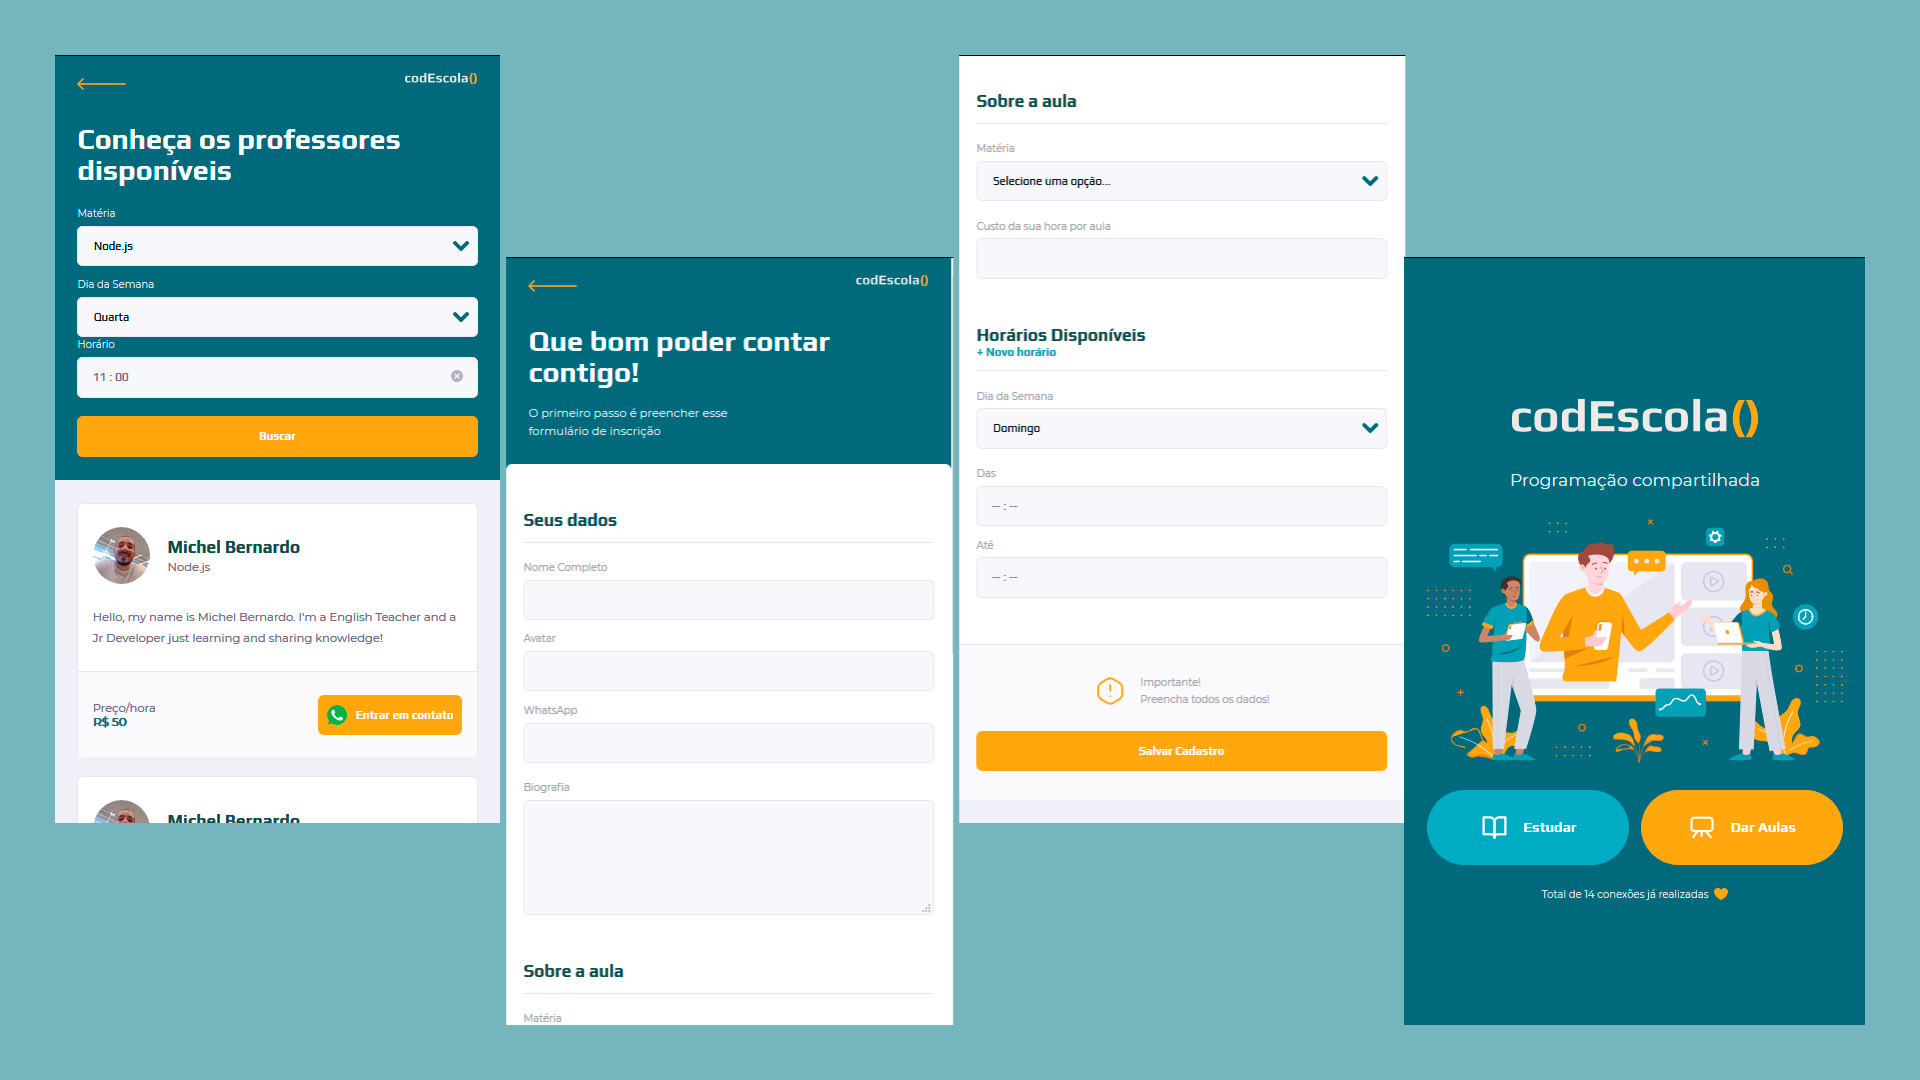 codEscola()
Conheça os professores
disponíveis
Matéria
Node.js
Dia da Semana
Quarta
Horário
11 : 00
Buscar
Michel Bernardo
Node.js
Hello, my name is Michel Bernardo. I'm a English Teacher and a
Jr Developer just learning and sharing knowledge!
Preço/hora
R$ 50
Entrar em contato
Michel Bernardo
codEscola()
Que bom poder contar
contigo!
O primeiro passo é preencher esse
formulário de inscrição
Seus dados
Nome Completo
Avatar
WhatsApp
Biografia
Sobre a aula
Matéria
Sobre a aula
Matéria
Selecione uma opção...
Custo da sua hora por aula
Horários Disponíveis
+ Novo horário
Dia da Semana
Domingo
Das
-- : --
Até
-- : --
Importante!
Preencha todos os dados!
Salvar Cadastro
codEscola()
Programação compartilhada
Estudar
Dar Aulas
Total de 14 conexões já realizadas